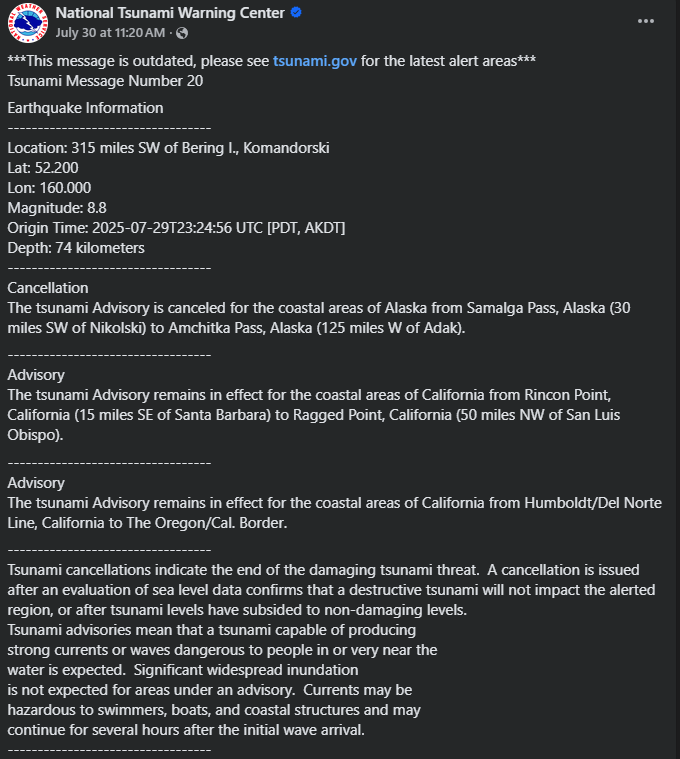 National Tsunami Warning Center
July 30 at 11:20 AM ·
***This message is outdated, please see tsunami.gov for the latest alert areas***
Tsunami Message Number 20
Earthquake Information
----------------------------------
Location: 315 miles SW of Bering I., Komandorski
Lat: 52.200
Lon: 160.000
Magnitude: 8.8
Origin Time: 2025-07-29T23:24:56 UTC [PDT, AKDT]
Depth: 74 kilometers
----------------------------------
Cancellation
The tsunami Advisory is canceled for the coastal areas of Alaska from Samalga Pass, Alaska (30
miles SW of Nikolski) to Amchitka Pass, Alaska (125 miles W of Adak).
----------------------------------
Advisory
The tsunami Advisory remains in effect for the coastal areas of California from Rincon Point,
California (15 miles SE of Santa Barbara) to Ragged Point, California (50 miles NW of San Luis
Obispo).
----------------------------------
Advisory
The tsunami Advisory remains in effect for the coastal areas of California from Humboldt/Del Norte
Line, California to The Oregon/Cal. Border.
----------------------------------
Tsunami cancellations indicate the end of the damaging tsunami threat.  A cancellation is issued
after an evaluation of sea level data confirms that a destructive tsunami will not impact the alerted
region, or after tsunami levels have subsided to non-damaging levels.
Tsunami advisories mean that a tsunami capable of producing
strong currents or waves dangerous to people in or very near the
water is expected.  Significant widespread inundation
is not expected for areas under an advisory.  Currents may be
hazardous to swimmers, boats, and coastal structures and may
continue for several hours after the initial wave arrival.
----------------------------------